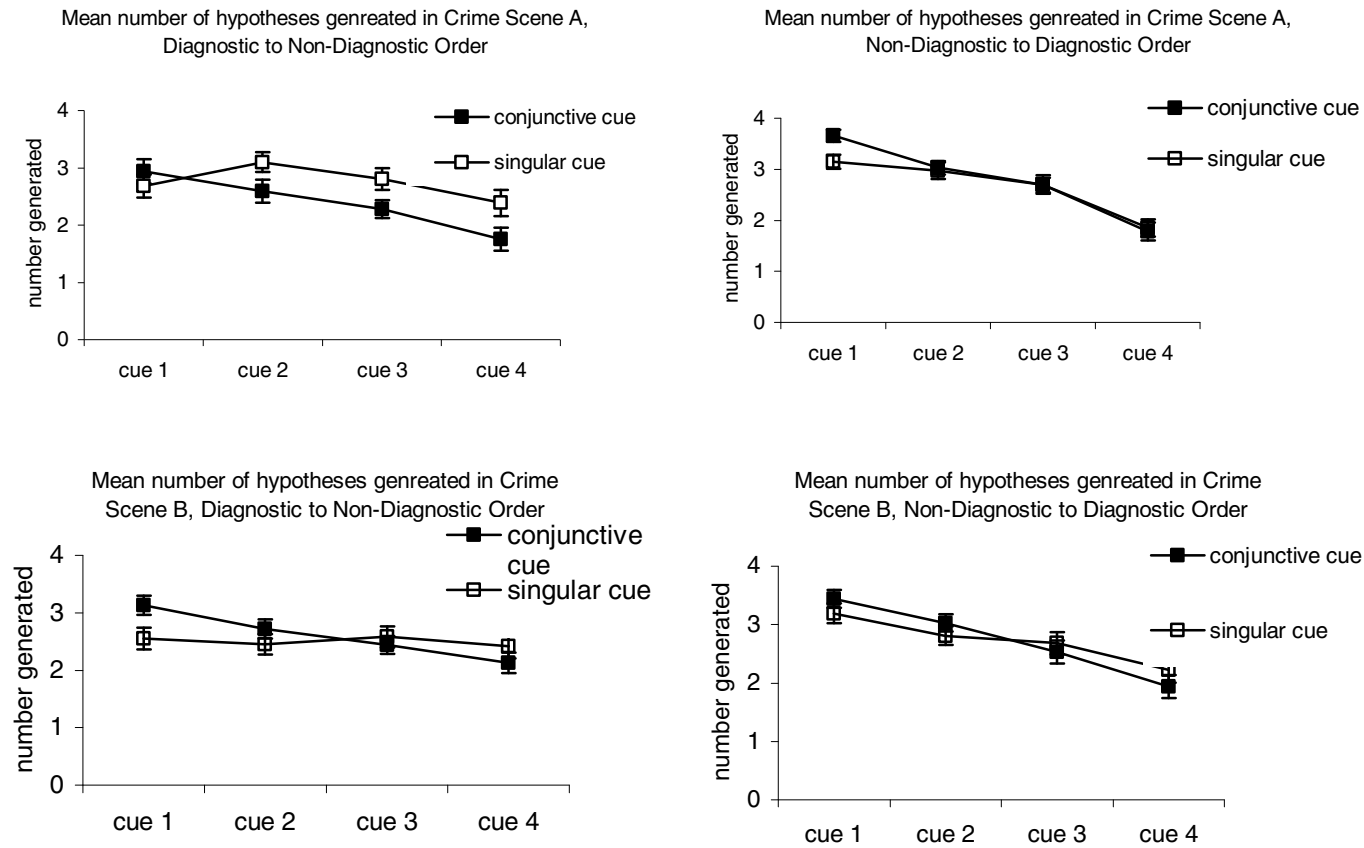 Mean number of hypotheses genreated in Crime Scene A,
Diagnostic to Non-Diagnostic Order
4
3
2
1
0
number generated
conjunctive cue
singular cue
cue 1
cue 2
cue 3
cue 4
Mean number of hypotheses genreated in Crime Scene A,
Non-Diagnostic to Diagnostic Order
4
3
2
1
0
number generated
conjunctive cue
singular cue
cue 1
cue 2
cue 3
cue 4
Mean number of hypotheses genreated in Crime
Scene B, Diagnostic to Non-Diagnostic Order
4
3
2
1
0
number generated
conjunctive
cue
singular cue
cue 1
cue 2
cue 3
cue 4
Mean number of hypotheses genreated in Crime
Scene B, Non-Diagnostic to Diagnostic Order
4
3
2
1
0
number generated
conjunctive cue
singular cue
cue 1
cue 2
cue 3
cue 4